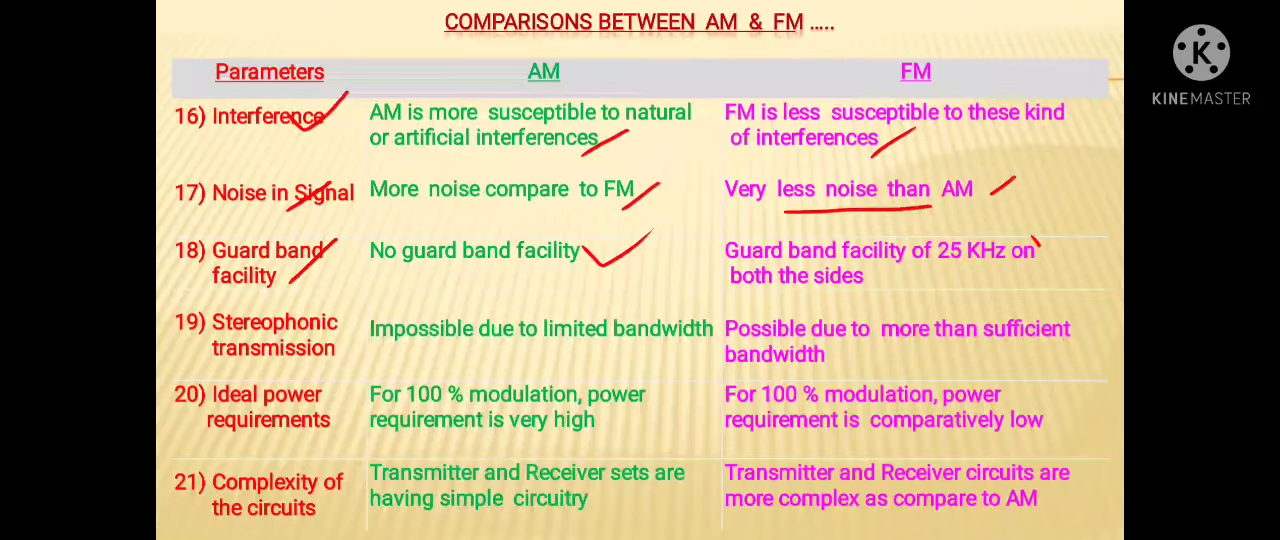 COMPARISONS BETWEEN AM & FM .....
Parameters AM FM
16) Interference AM is more susceptible to natural FM is less susceptible to these kind
or artificial interferences of interferences
17) Noise in Signal More noise compare to FM Very less noise than AM
18) Guard band No guard band facility Guard band facility of 25 KHz on
facility both the sides
19) Stereophonic Impossible due to limited bandwidth Possible due to more than sufficient
transmission bandwidth
20) Ideal power For 100 % modulation, power For 100 % modulation, power
requirements requirement is very high requirement is comparatively low
21) Complexity of Transmitter and Receiver sets are Transmitter and Receiver circuits are
the circuits having simple circuitry more complex as compare to AM
K
KINEMASTER